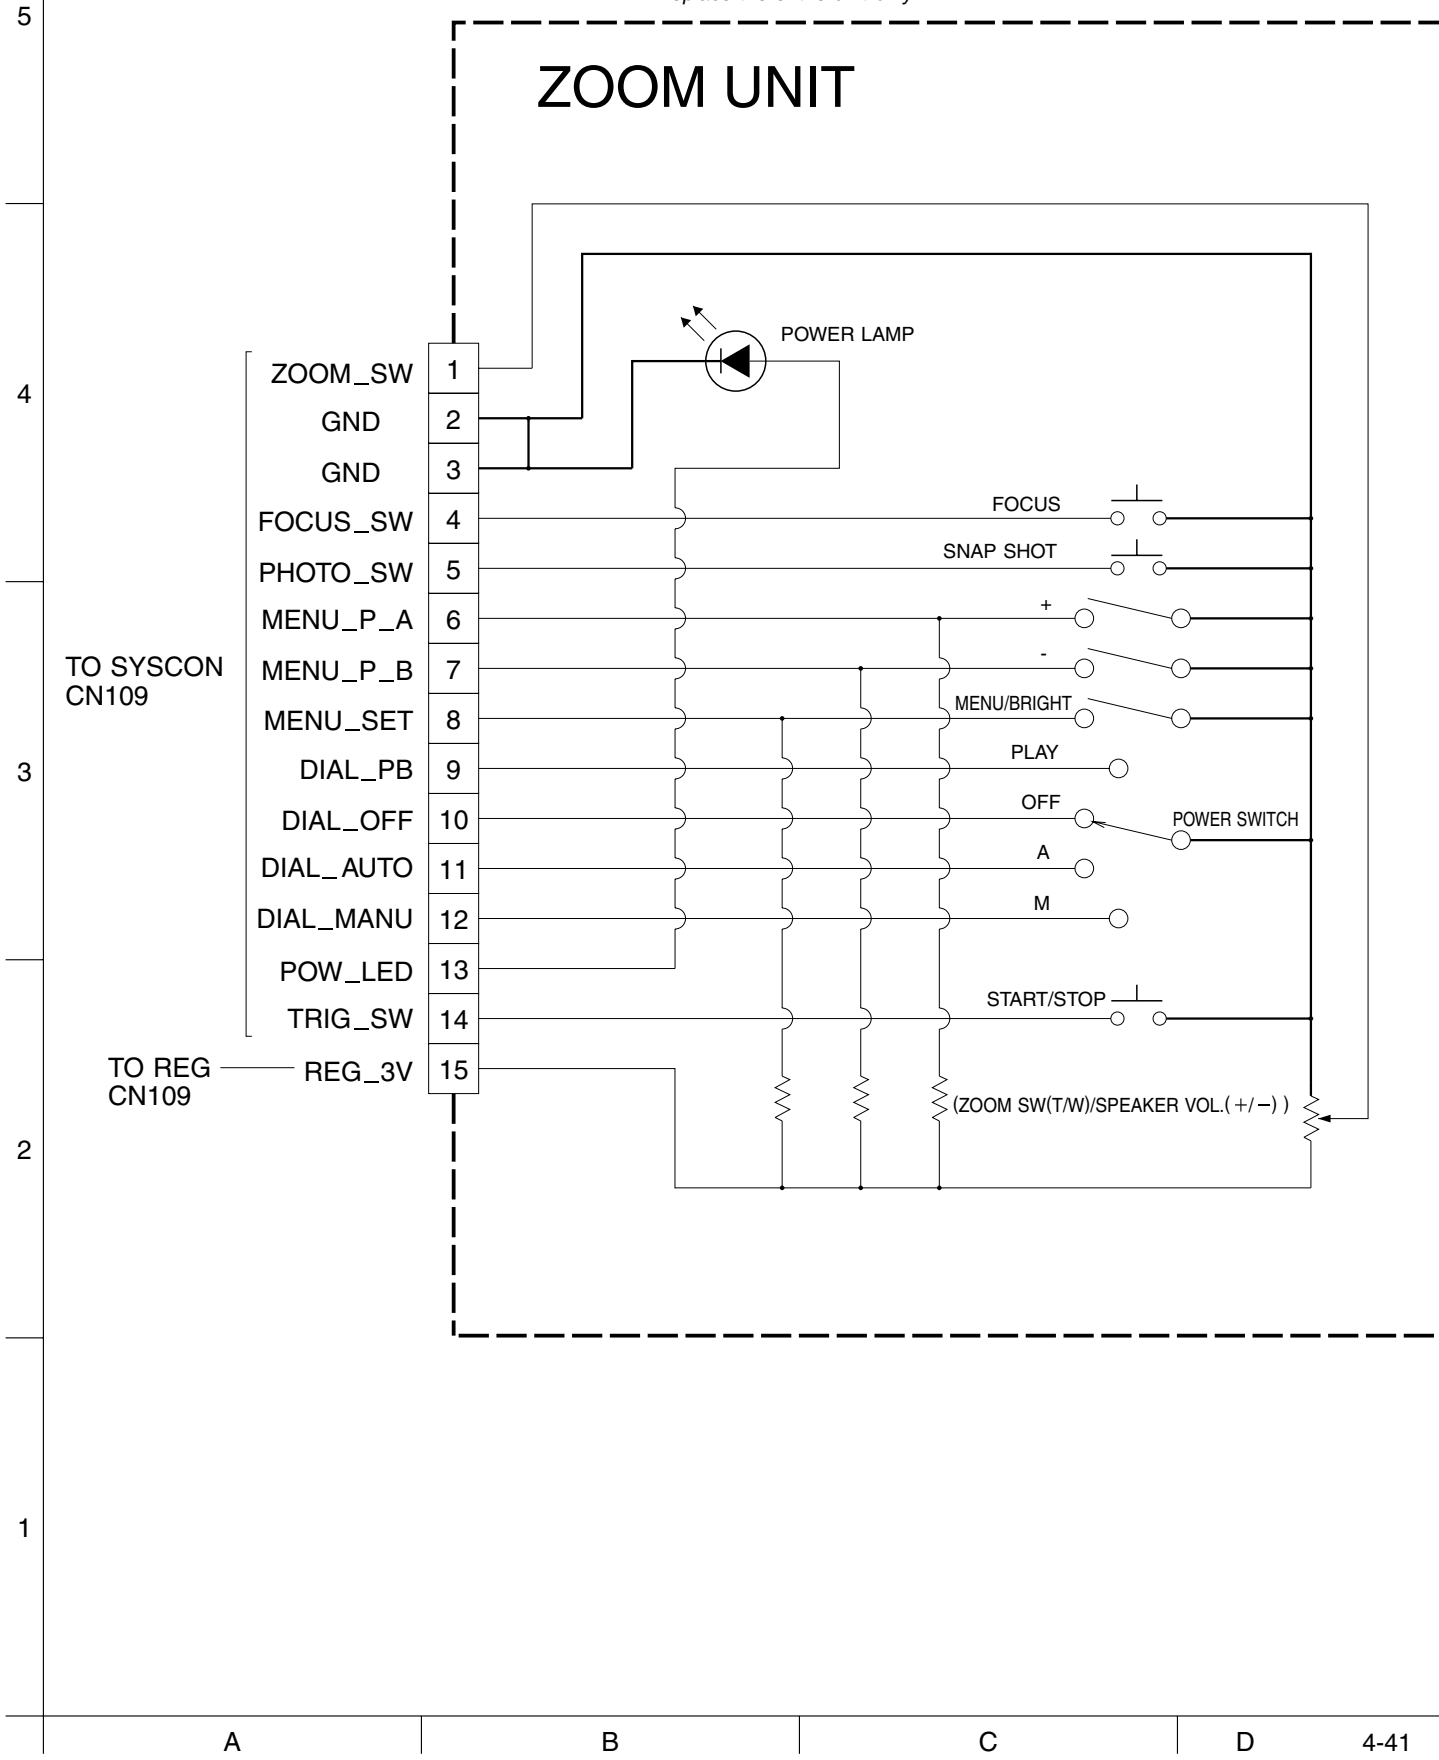 5
ZOOM UNIT
POWER LAMP
ZOOM_SW 1
4
GND 2
GND 3
FOCUS_SW 4 FOCUS
PHOTO_SW 5 SNAP SHOT
MENU_P_A 6 +
TO SYSCON
CN109
MENU_P_B 7 -
MENU_SET 8 MENU/BRIGHT
3
DIAL_PB 9 PLAY
DIAL_OFF 10 OFF POWER SWITCH
DIAL_AUTO 11 A
DIAL_MANU 12 M
POW_LED 13
TRIG_SW 14 START/STOP
TO REG
CN109
REG_3V 15
(ZOOM SW(T/W)/SPEAKER VOL.(+/−) )
2
1
A B C D 4-41